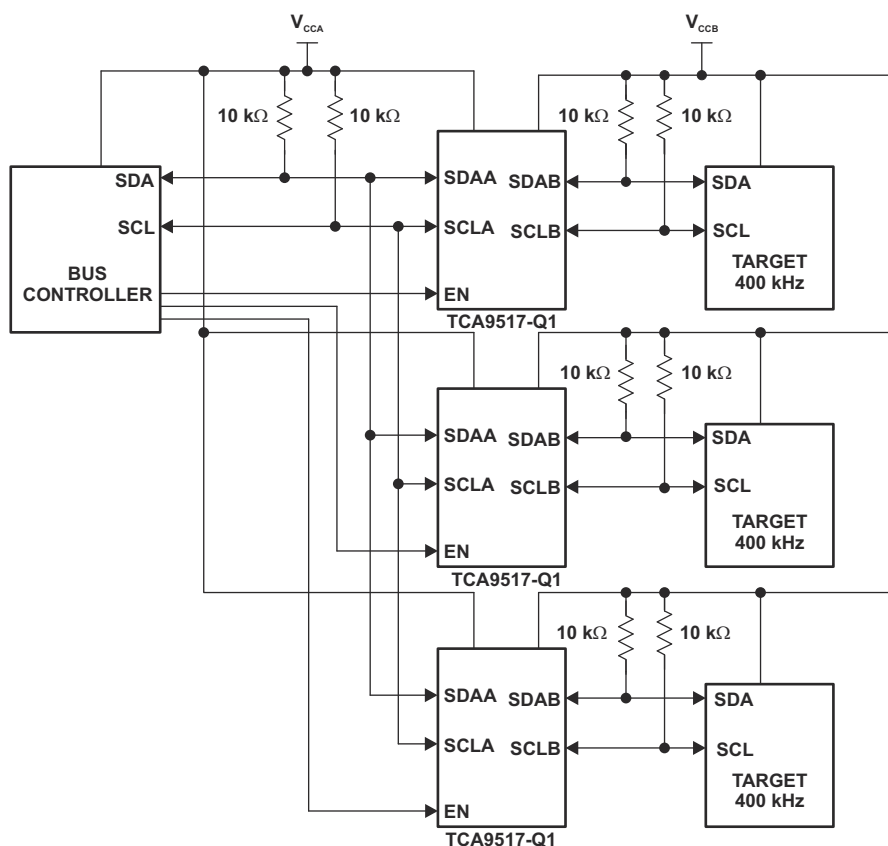 VCCA
VCCB
10 kΩ
10 kΩ
10 kΩ
10 kΩ
SDA
SCL
BUS
CONTROLLER
SDAA
SCLA
EN
SDAB
SCLB
TCA9517-Q1
SDA
SCL
TARGET
400 kHz
10 kΩ
10 kΩ
SDAA
SCLA
EN
SDAB
SCLB
TCA9517-Q1
SDA
SCL
TARGET
400 kHz
10 kΩ
10 kΩ
SDAA
SCLA
EN
SDAB
SCLB
TCA9517-Q1
SDA
SCL
TARGET
400 kHz